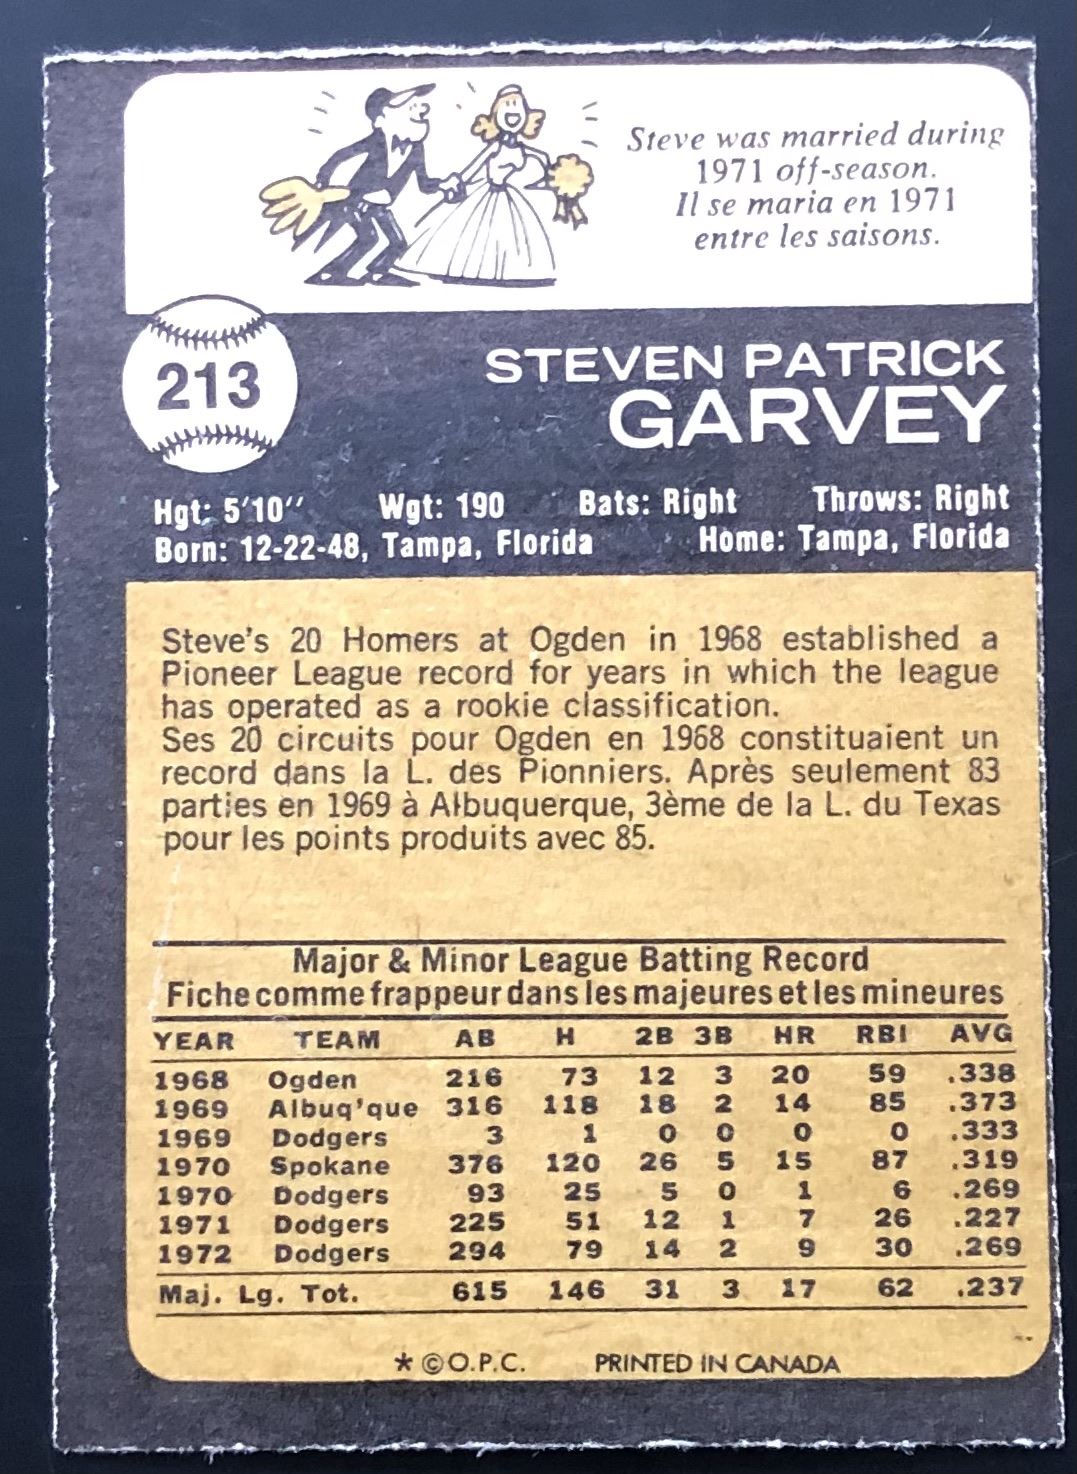 Steve was married during
1971 off-season.
Il se maria en 1971
entre les saisons.
213
STEVEN PATRICK
GARVEY
Hgt: 5'10'' Wgt: 190 Bats: Right Throws: Right
Born: 12-22-48, Tampa, Florida Home: Tampa, Florida
Steve's 20 Homers at Ogden in 1968 established a
Pioneer League record for years in which the league
has operated as a rookie classification.
Ses 20 circuits pour Ogden en 1968 constituaient un
record dans la L. des Pionniers. Après seulement 83
parties en 1969 à Albuquerque, 3ème de la L. du Texas
pour les points produits avec 85.
Major & Minor League Batting Record
Fiche comme frappeur dans les majeures et les mineures
YEAR TEAM AB H 2B 3B HR RBI AVG
1968 Ogden 216 73 12 3 20 59 .338
1969 Albuq'que 316 118 18 2 14 85 .373
1969 Dodgers 3 1 0 0 0 0 .333
1970 Spokane 376 120 26 5 15 87 .319
1970 Dodgers 93 25 5 0 1 6 .269
1971 Dodgers 225 51 12 1 7 26 .227
1972 Dodgers 294 79 14 2 9 30 .269
Maj. Lg. Tot. 615 146 31 3 17 62 .237
* © O.P.C. PRINTED IN CANADA